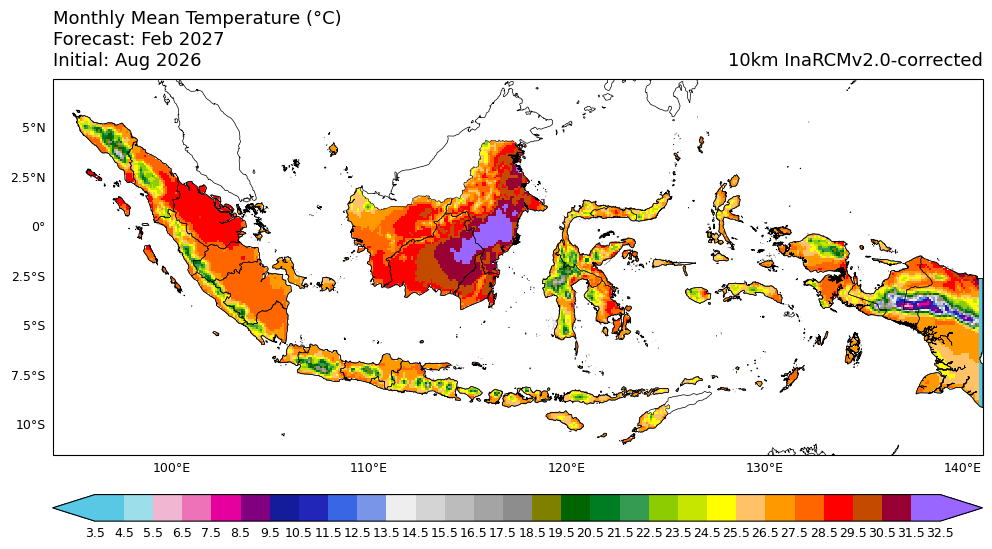 Monthly Mean Temperature (°C)
Forecast: Feb 2027
Initial: Aug 2026
10km InaRCMv2.0-corrected
5°N
2.5°N
0°
2.5°S
5°S
7.5°S
10°S
100°E 110°E 120°E 130°E 140°E
3.5 4.5 5.5 6.5 7.5 8.5 9.5 10.5 11.5 12.5 13.5 14.5 15.5 16.5 17.5 18.5 19.5 20.5 21.5 22.5 23.5 24.5 25.5 26.5 27.5 28.5 29.5 30.5 31.5 32.5